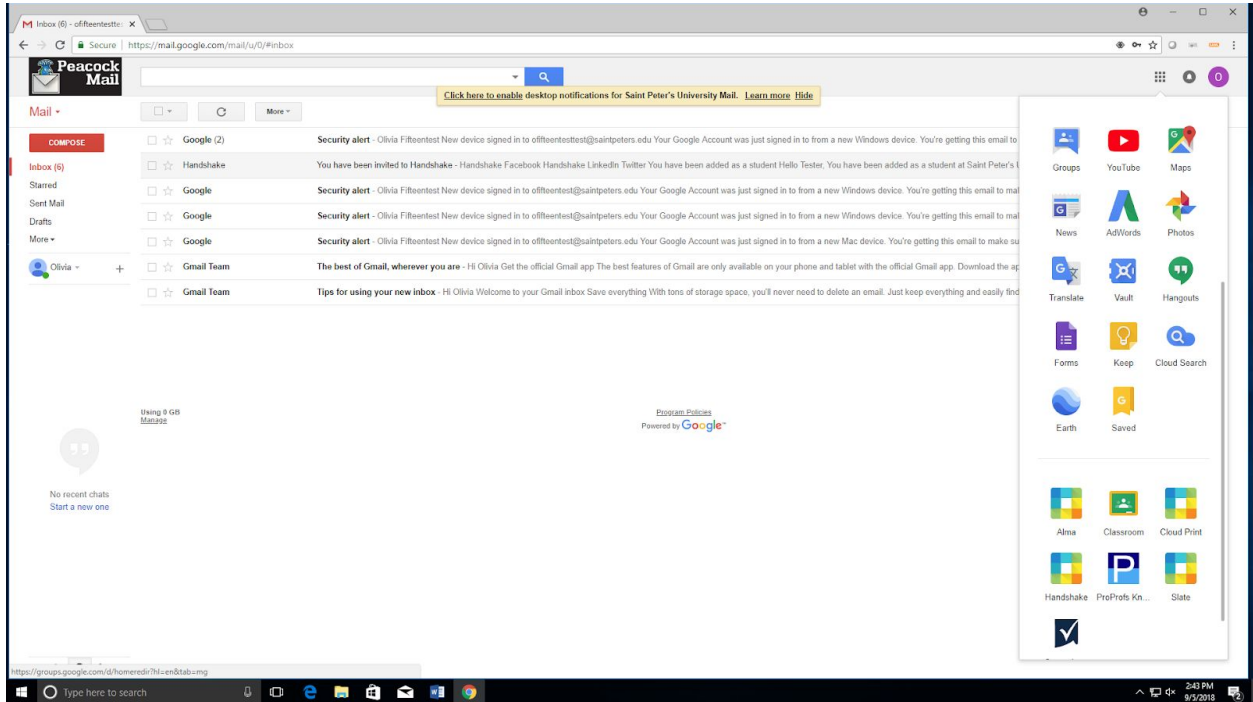 Inbox (6) - ofifteentestte
Secure | https://mail.google.com/mail/u/0/#inbox
Peacock
Mail
Click here to enable desktop notifications for Saint Peter's University Mail. Learn more Hide
O
Mail
More
COMPOSE
Inbox (6)
Starred
Sent Mail
Drafts
More
Olivia
Google (2) Security alert - Olivia Fifteentest New device signed in to ofifteentest@saintpeters.edu Your Google Account was just signed in to from a new Windows device. You're getting this email to
Handshake You have been invited to Handshake - Handshake Facebook Handshake LinkedIn Twitter You have been added as a student Hello Tester, You have been added as a student at Saint Peter's
Google Security alert - Olivia Fifteentest New device signed in to ofifteentest@saintpeters.edu Your Google Account was just signed in to from a new Windows device. You're getting this email to
Google Security alert - Olivia Fifteentest New device signed in to ofifteentest@saintpeters.edu Your Google Account was just signed in to from a new Windows device. You're getting this email to
Google Security alert - Olivia Fifteentest New device signed in to ofifteentest@saintpeters.edu Your Google Account was just signed in to from a new Mac device. You're getting this email to make su
Gmail Team The best of Gmail, wherever you are - Hi Olivia Get the official Gmail app The best features of Gmail are only available on your phone and tablet with the official Gmail app. Download the ap
Gmail Team Tips for using your new inbox - Hi Olivia Welcome to your Gmail inbox Save everything With tons of storage space, you'll never need to delete an email. Just keep everything and easily find
Using 0 GB
Manage
Program Policies
Powered by Google
No recent chats
Start a new one
Groups YouTube Maps
News AdWords Photos
Translate Vault Hangouts
Forms Keep Cloud Search
Earth Saved
Alma Classroom Cloud Print
Handshake ProProfs Kn... Slate
https://groups.google.com/d/homeredir?hl=en&tab=mg
Type here to search
2:43 PM
9/5/2018